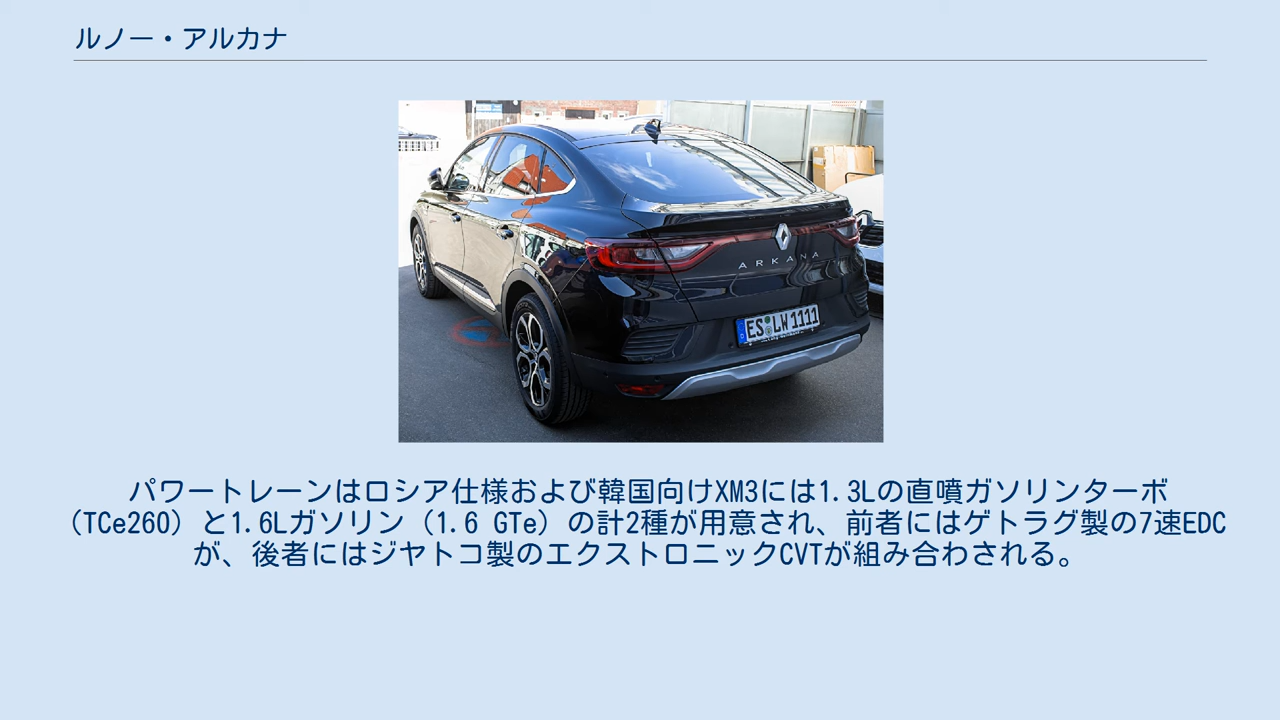 ルノー・アルカナ
ARKANA
ES LW 1111
パワートレーンはロシア仕様および韓国向けXM3には1.3Lの直噴ガソリンターボ
（TCe260）と1.6Lガソリン（1.6 GTe）の計2種が用意され、前者にはゲトラグ製の7速EDC
が、後者にはジヤトコ製のエクストロニックCVTが組み合わされる。